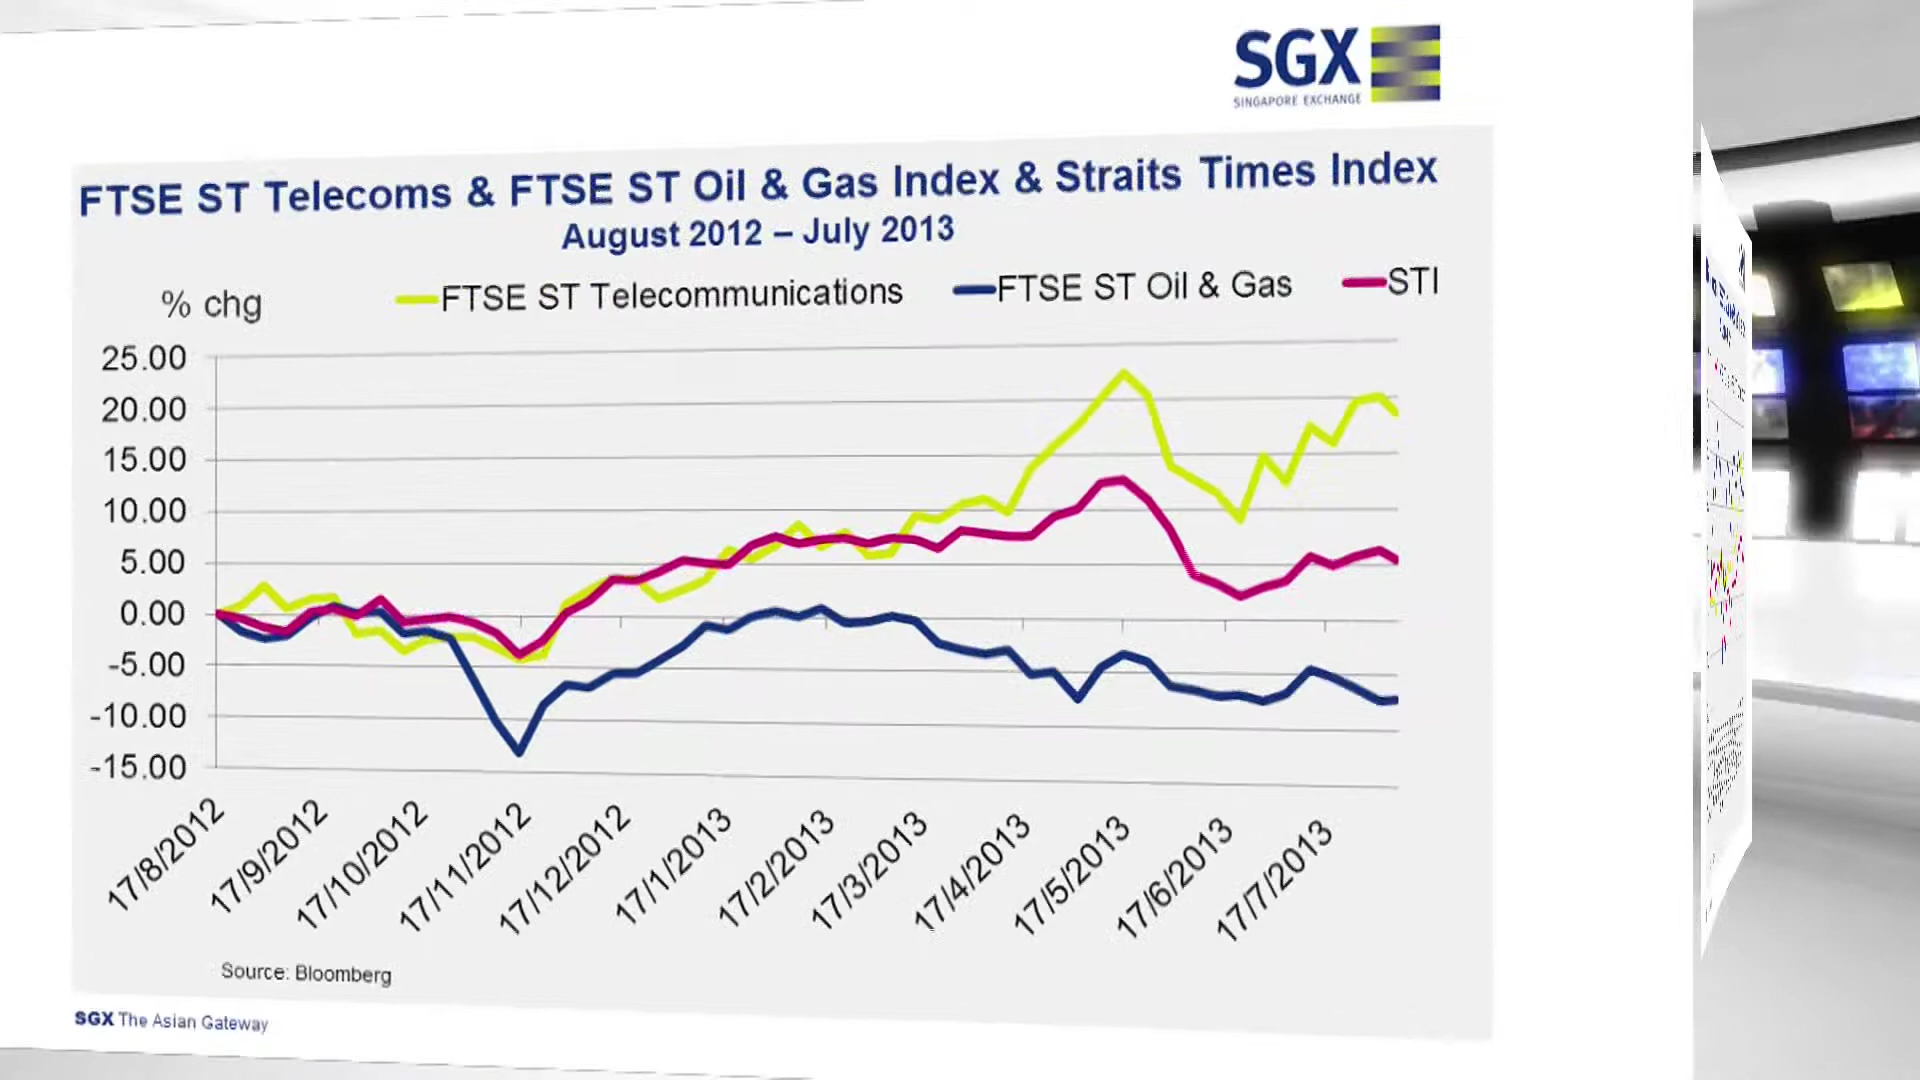 SGX
SINGAPORE EXCHANGE
FTSE ST Telecoms & FTSE ST Oil & Gas Index & Straits Times Index
August 2012 – July 2013
% chg
FTSE ST Telecommunications
FTSE ST Oil & Gas
STI
25.00
20.00
15.00
10.00
5.00
0.00
-5.00
-10.00
-15.00
17/8/2012
17/9/2012
17/10/2012
17/11/2012
17/12/2012
17/1/2013
17/2/2013
17/3/2013
17/4/2013
17/5/2013
17/6/2013
17/7/2013
Source: Bloomberg
SGX The Asian Gateway